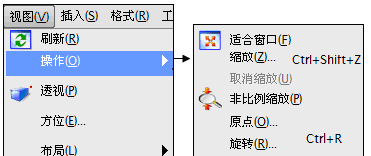 视图(V) 插入(S) 格式(R) 工
刷新(R)
操作(O)
透视(P)
方位(E)...
布局(L)
适合窗口(F)
缩放(Z)... Ctrl+Shift+Z
取消缩放(U)
非比例缩放(P)
原点(O)...
旋转(R)... Ctrl+R